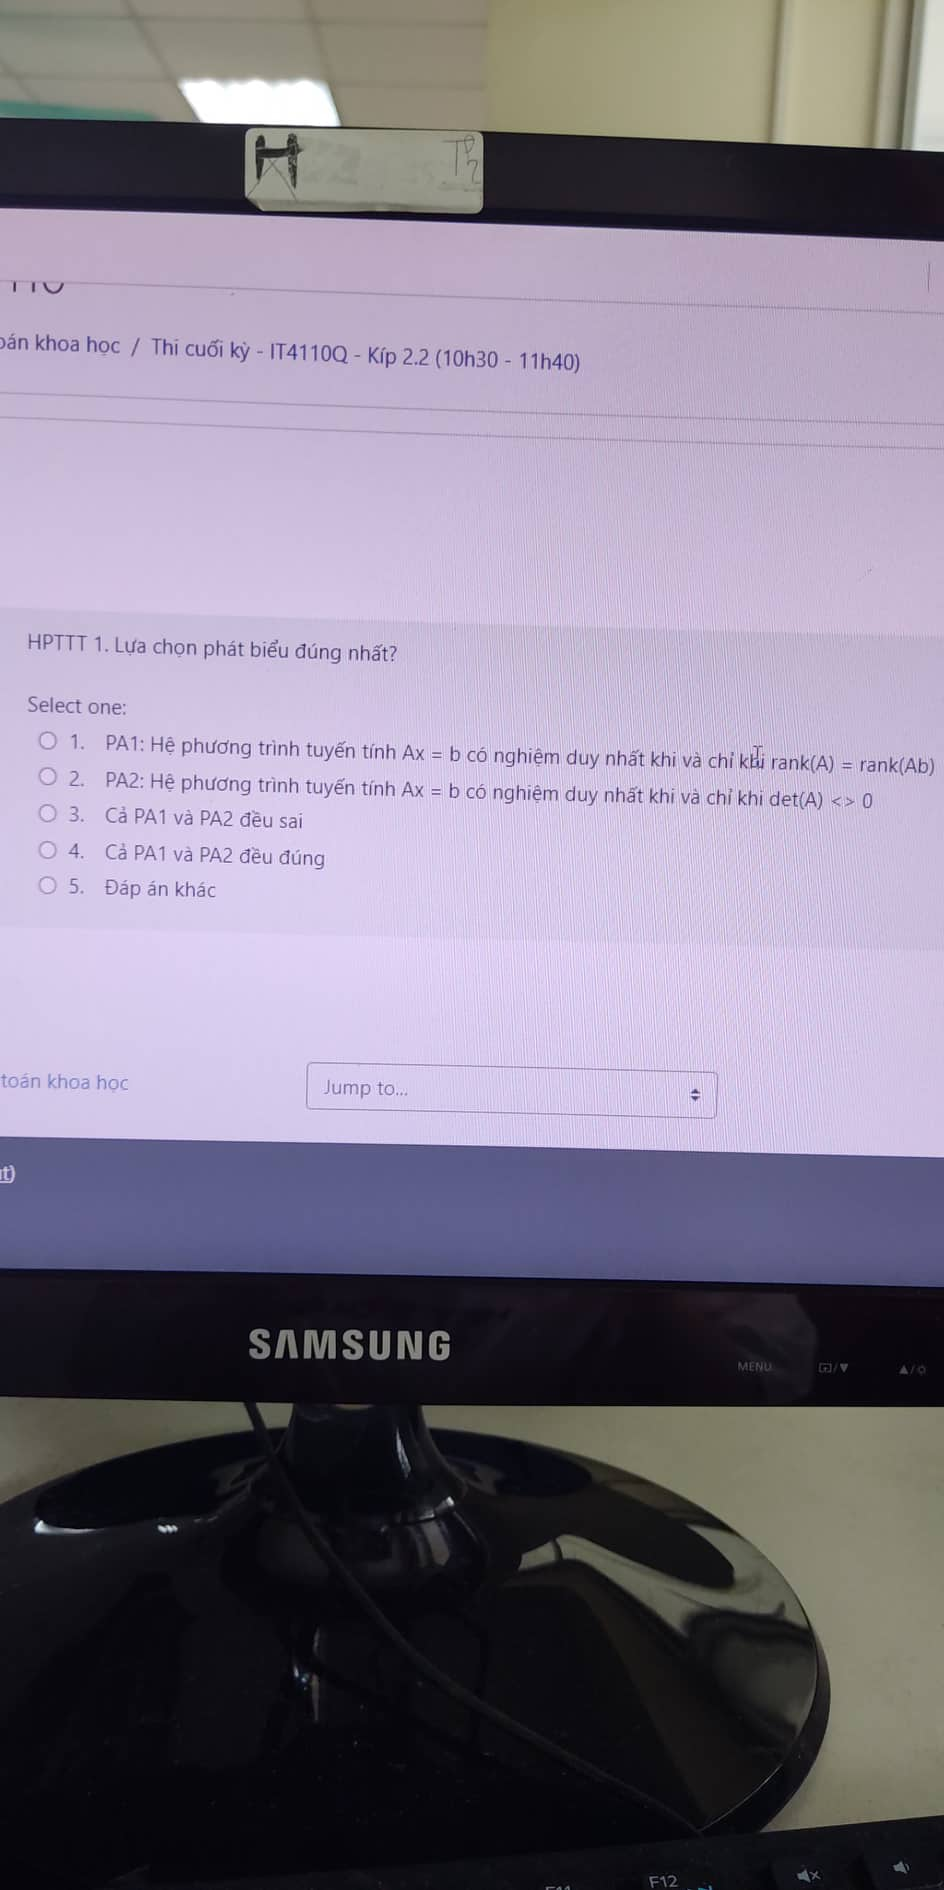 H TP2
oán khoa học / Thi cuối kỳ - IT4110Q - Kíp 2.2 (10h30 - 11h40)
HPTTT 1. Lựa chọn phát biểu đúng nhất?
Select one:
1. PA1: Hệ phương trình tuyến tính Ax = b có nghiệm duy nhất khi và chỉ khi rank(A) = rank(Ab)
2. PA2: Hệ phương trình tuyến tính Ax = b có nghiệm duy nhất khi và chỉ khi det(A) <> 0
3. Cả PA1 và PA2 đều sai
4. Cả PA1 và PA2 đều đúng
5. Đáp án khác
toán khoa học
Jump to...
t)
SAMSUNG
MENU
F12